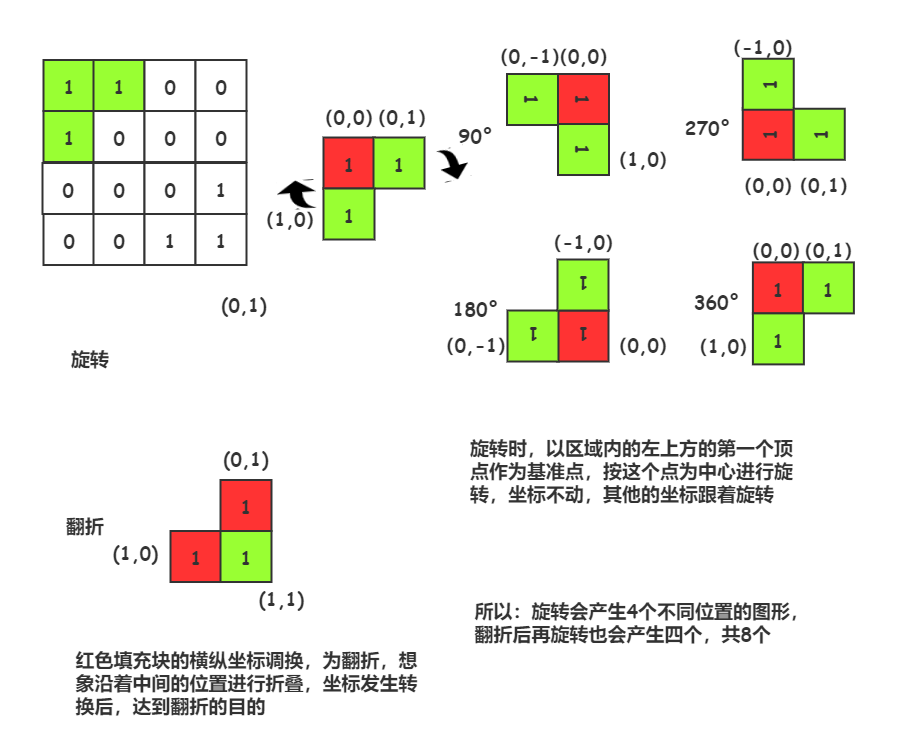 1 1 0 0
1 0 0 0
0 0 0 1
0 0 1 1
(0,1)
旋转
(0,0) (0,1)
1 1
1
(1,0)
90°
(0,-1)(0,0)
1 1
1
(1,0)
270°
(-1,0)
1
1 1
(0,0) (0,1)
180°
(-1,0)
1
1 1
(0,-1)
(0,0)
360°
(0,0) (0,1)
1 1
1
(1,0)
旋转时，以区域内的左上方的第一个顶
点作为基准点，按这个点为中心进行旋
转，坐标不动，其他的坐标跟着旋转
翻折
(0,1)
1
(1,0)
1 1
(1,1)
所以：旋转会产生4个不同位置的图形，
翻折后再旋转也会产生四个，共8个
红色填充块的横纵坐标调换，为翻折，想
象沿着中间的位置进行折叠，坐标发生转
换后，达到翻折的目的